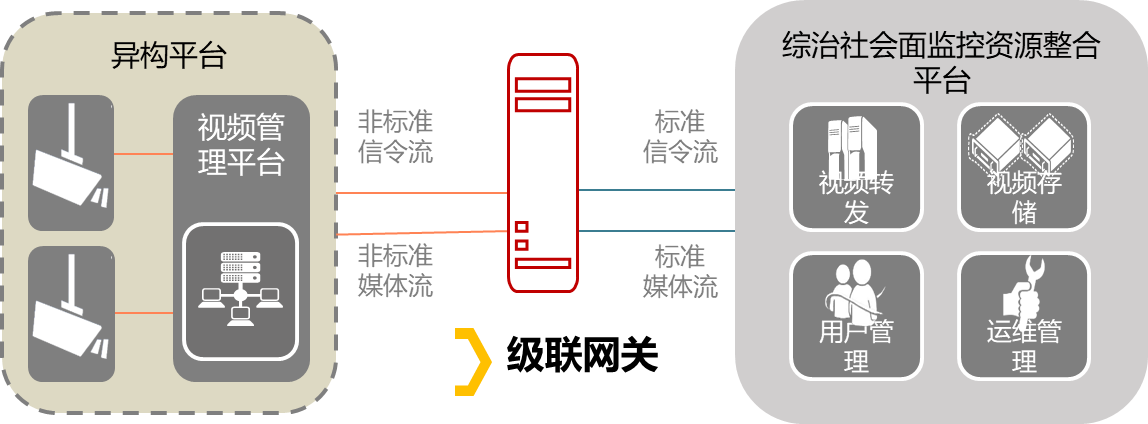 异构平台
视频管
理平台
非标准
信令流
非标准
媒体流
级联网关
标准
信令流
标准
媒体流
综治社会面监控资源整合
平台
视频转
发
视频存
储
用户管
理
运维管
理